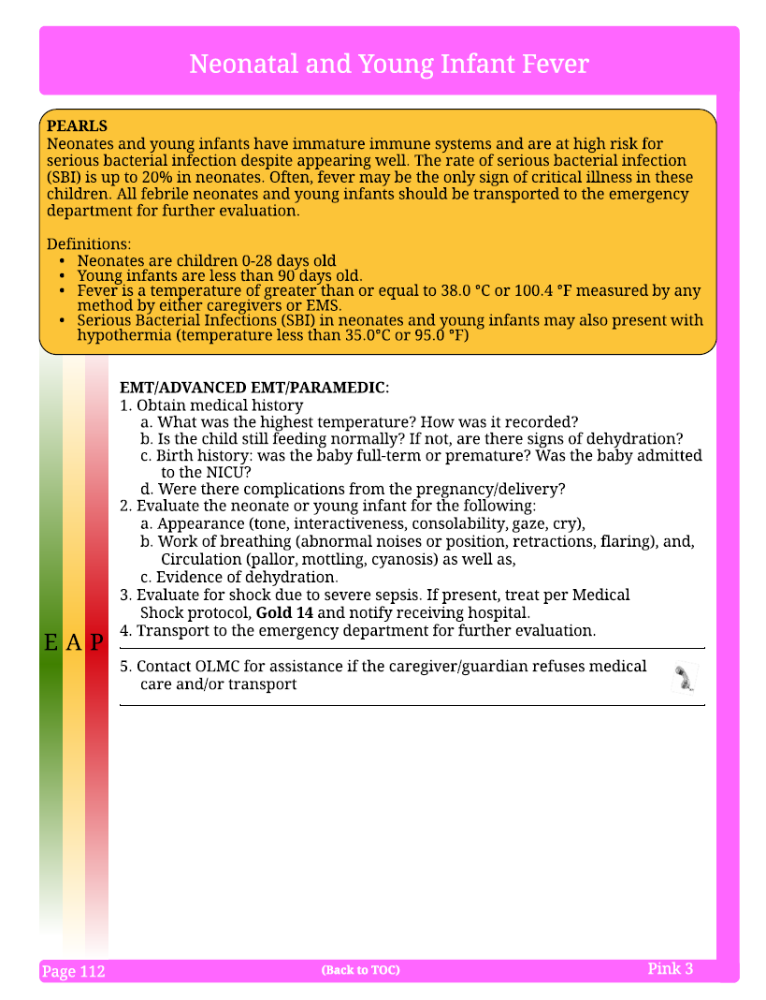 Neonatal and Young Infant Fever
PEARLS
Neonates and young infants have immature immune systems and are at high risk for
serious bacterial infection despite appearing well. The rate of serious bacterial infection
(SBI) is up to 20% in neonates. Often, fever may be the only sign of critical illness in these
children. All febrile neonates and young infants should be transported to the emergency
department for further evaluation.
Definitions:
• Neonates are children 0-28 days old
• Young infants are less than 90 days old.
• Fever is a temperature of greater than or equal to 38.0 °C or 100.4 °F measured by any
method by either caregivers or EMS.
• Serious Bacterial Infections (SBI) in neonates and young infants may also present with
hypothermia (temperature less than 35.0°C or 95.0 °F)
EMT/ADVANCED EMT/PARAMEDIC:
1. Obtain medical history
a. What was the highest temperature? How was it recorded?
b. Is the child still feeding normally? If not, are there signs of dehydration?
c. Birth history: was the baby full-term or premature? Was the baby admitted
to the NICU?
d. Were there complications from the pregnancy/delivery?
2. Evaluate the neonate or young infant for the following:
a. Appearance (tone, interactiveness, consolability, gaze, cry),
b. Work of breathing (abnormal noises or position, retractions, flaring), and,
Circulation (pallor, mottling, cyanosis) as well as,
c. Evidence of dehydration.
3. Evaluate for shock due to severe sepsis. If present, treat per Medical
Shock protocol, Gold 14 and notify receiving hospital.
4. Transport to the emergency department for further evaluation.
E A P
5. Contact OLMC for assistance if the caregiver/guardian refuses medical
care and/or transport
Page 112
(Back to TOC)
Pink 3